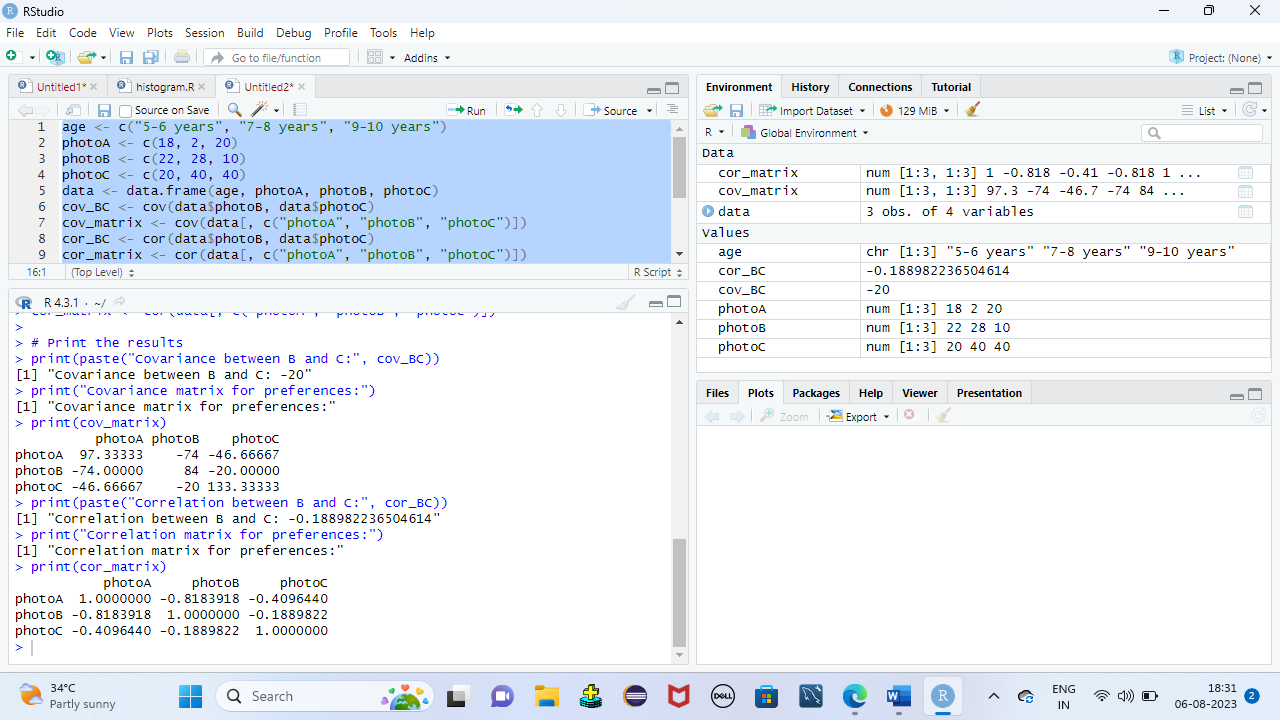 RStudio
File Edit Code View Plots Session Build Debug Profile Tools Help
Go to file/function Addins Project: (None)
Untitled1* histogram.R Untitled2*
Source on Save Run Source
1 age <- c("5-6 years", "7-8 years", "9-10 years")
2 photoA <- c(18, 2, 20)
3 photoB <- c(22, 28, 10)
4 photoC <- c(20, 40, 40)
5 data <- data.frame(age, photoA, photoB, photoC)
6 cov_BC <- cov(data$photoB, data$photoC)
7 cov_matrix <- cov(data[, c("photoA", "photoB", "photoC")])
8 cor_BC <- cor(data$photoB, data$photoC)
9 cor_matrix <- cor(data[, c("photoA", "photoB", "photoC")])
16:1 (Top Level) R Script
R 4.3.1 · ~/
> cor_matrix <- cor(data[, c("photoA", "photoB", "photoC")])
>
> # Print the results
> print(paste("Covariance between B and C:", cov_BC))
[1] "Covariance between B and C: -20"
> print("Covariance matrix for preferences:")
[1] "Covariance matrix for preferences:"
> print(cov_matrix)
photoA photoB photoC
photoA 97.33333 -74 -46.66667
photoB -74.00000 84 -20.00000
photoC -46.66667 -20 133.33333
> print(paste("Correlation between B and C:", cor_BC))
[1] "Correlation between B and C: -0.188982236504614"
> print("Correlation matrix for preferences:")
[1] "Correlation matrix for preferences:"
> print(cor_matrix)
photoA photoB photoC
photoA 1.0000000 -0.8183918 -0.4096440
photoB -0.8183918 1.0000000 -0.1889822
photoC -0.4096440 -0.1889822 1.0000000
>
Environment History Connections Tutorial
Import Dataset 129 MiB List
R Global Environment
Data
cor_matrix num [1:3, 1:3] 1 -0.818 -0.41 -0.818 1 ...
cov_matrix num [1:3, 1:3] 97.3 -74 -46.7 -74 84 ...
data 3 obs. of 4 variables
Values
age chr [1:3] "5-6 years" "7-8 years" "9-10 years"
cor_BC -0.188982236504614
cov_BC -20
photoA num [1:3] 18 2 20
photoB num [1:3] 22 28 10
photoC num [1:3] 20 40 40
Files Plots Packages Help Viewer Presentation
Zoom Export
34°C
Partly sunny
Search
DELL
ENG
IN
18:31
06-08-2023
2